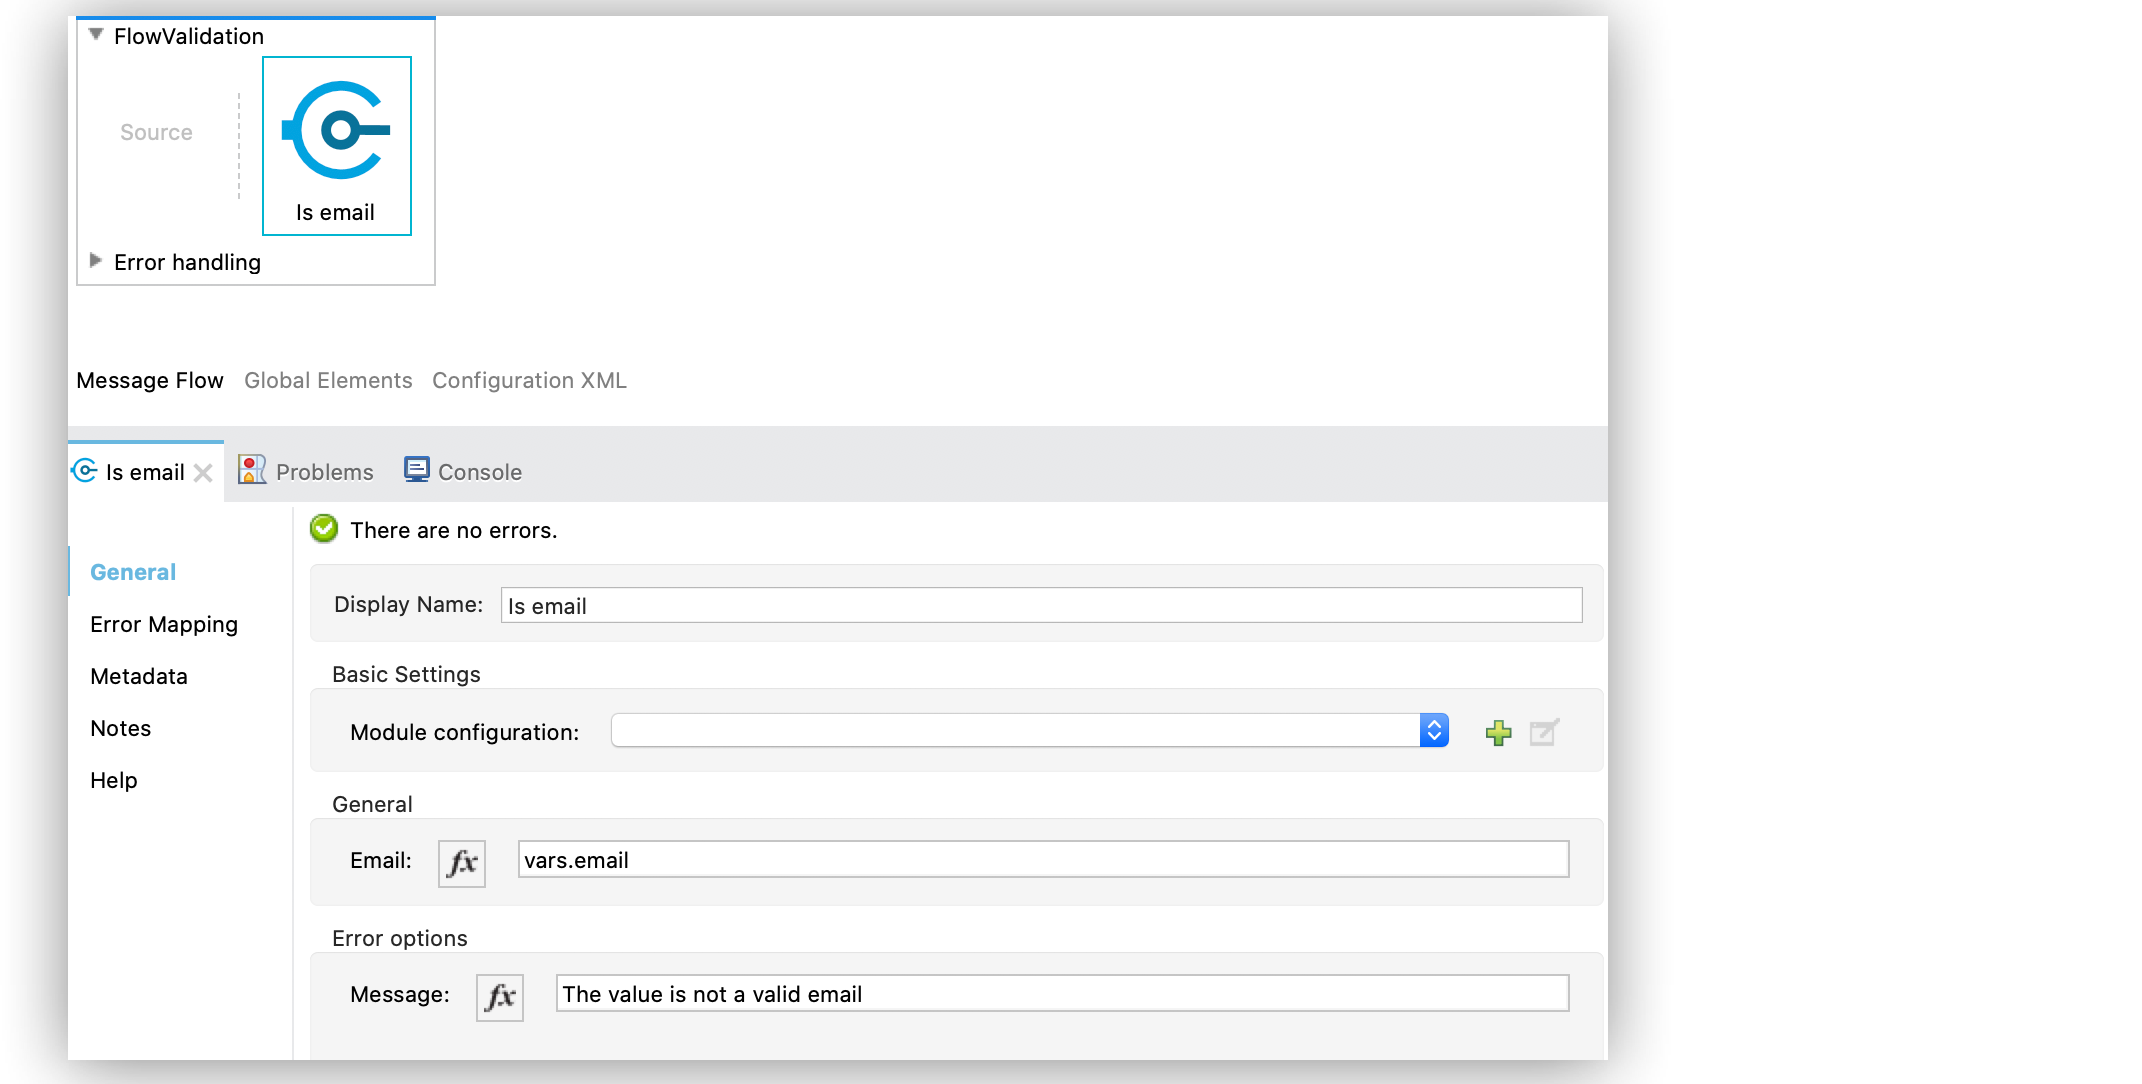 FlowValidation
Source
Is email
Error handling
Message Flow Global Elements Configuration XML
Is email Problems Console
There are no errors.
General
Error Mapping
Metadata
Notes
Help
Display Name: Is email
Basic Settings
Module configuration:
General
Email: fx vars.email
Error options
Message: fx The value is not a valid email